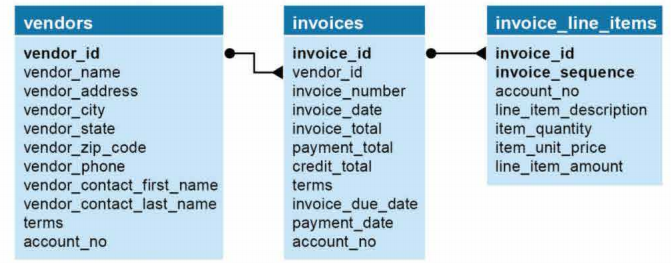 vendors
vendor_id
vendor_name
vendor_address
vendor_city
vendor_state
vendor_zip_code
vendor_phone
vendor_contact_first_name
vendor_contact_last_name
terms
account_no
invoices
invoice_id
vendor_id
invoice_number
invoice_date
invoice_total
payment_total
credit_total
terms
invoice_due_date
payment_date
account_no
invoice_line_items
invoice_id
invoice_sequence
account_no
line_item_description
item_quantity
item_unit_price
line_item_amount